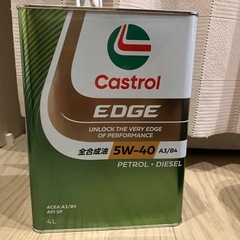 Castrol
EDGE
UNLOCK THE VERY EDGE
OF PERFORMANCE
全合成油 5W-40 A3/B4
PETROL • DIESEL
ACEA A3/B4
API SP
4L